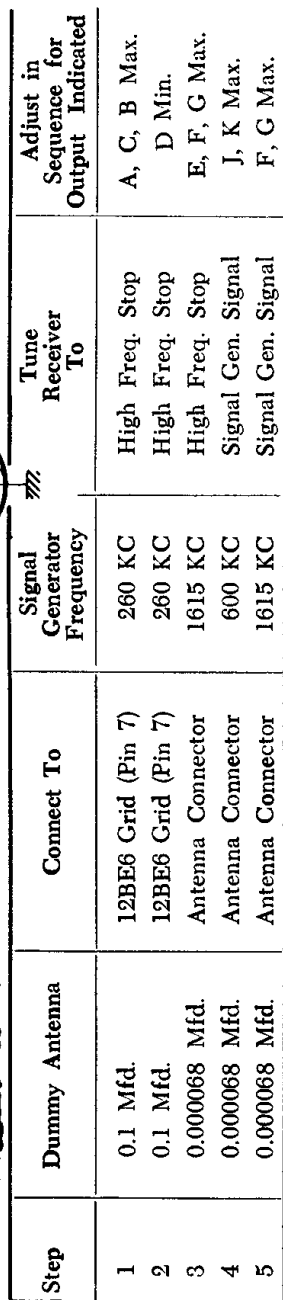 Step Dummy Antenna Connect To Signal Generator Frequency Tune Receiver To Adjust in Sequence for Output Indicated
1 0.1 Mfd. 12BE6 Grid (Pin 7) 260 KC High Freq. Stop A, C, B Max.
2 0.1 Mfd. 12BE6 Grid (Pin 7) 260 KC High Freq. Stop D Min.
3 0.000068 Mfd. Antenna Connector 1615 KC High Freq. Stop E, F, G Max.
4 0.000068 Mfd. Antenna Connector 600 KC Signal Gen. Signal J, K Max.
5 0.000068 Mfd. Antenna Connector 1615 KC Signal Gen. Signal F, G Max.